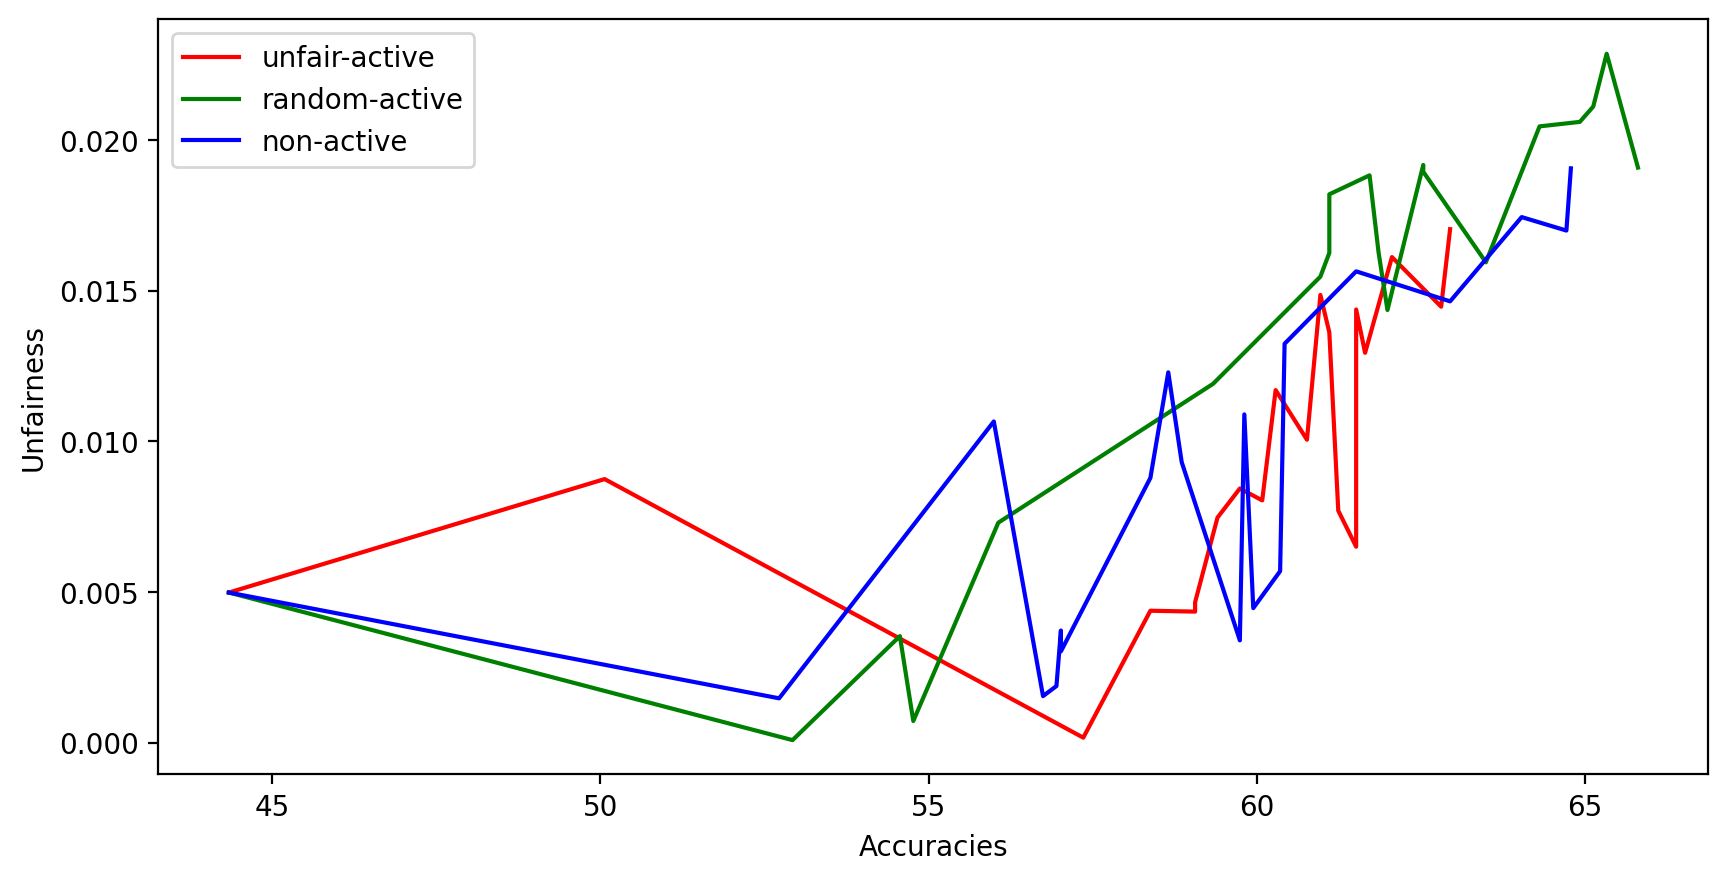 unfair-active
random-active
non-active
0.020
0.015
0.010
0.005
0.000
Unfairness
45 50 55 60 65
Accuracies